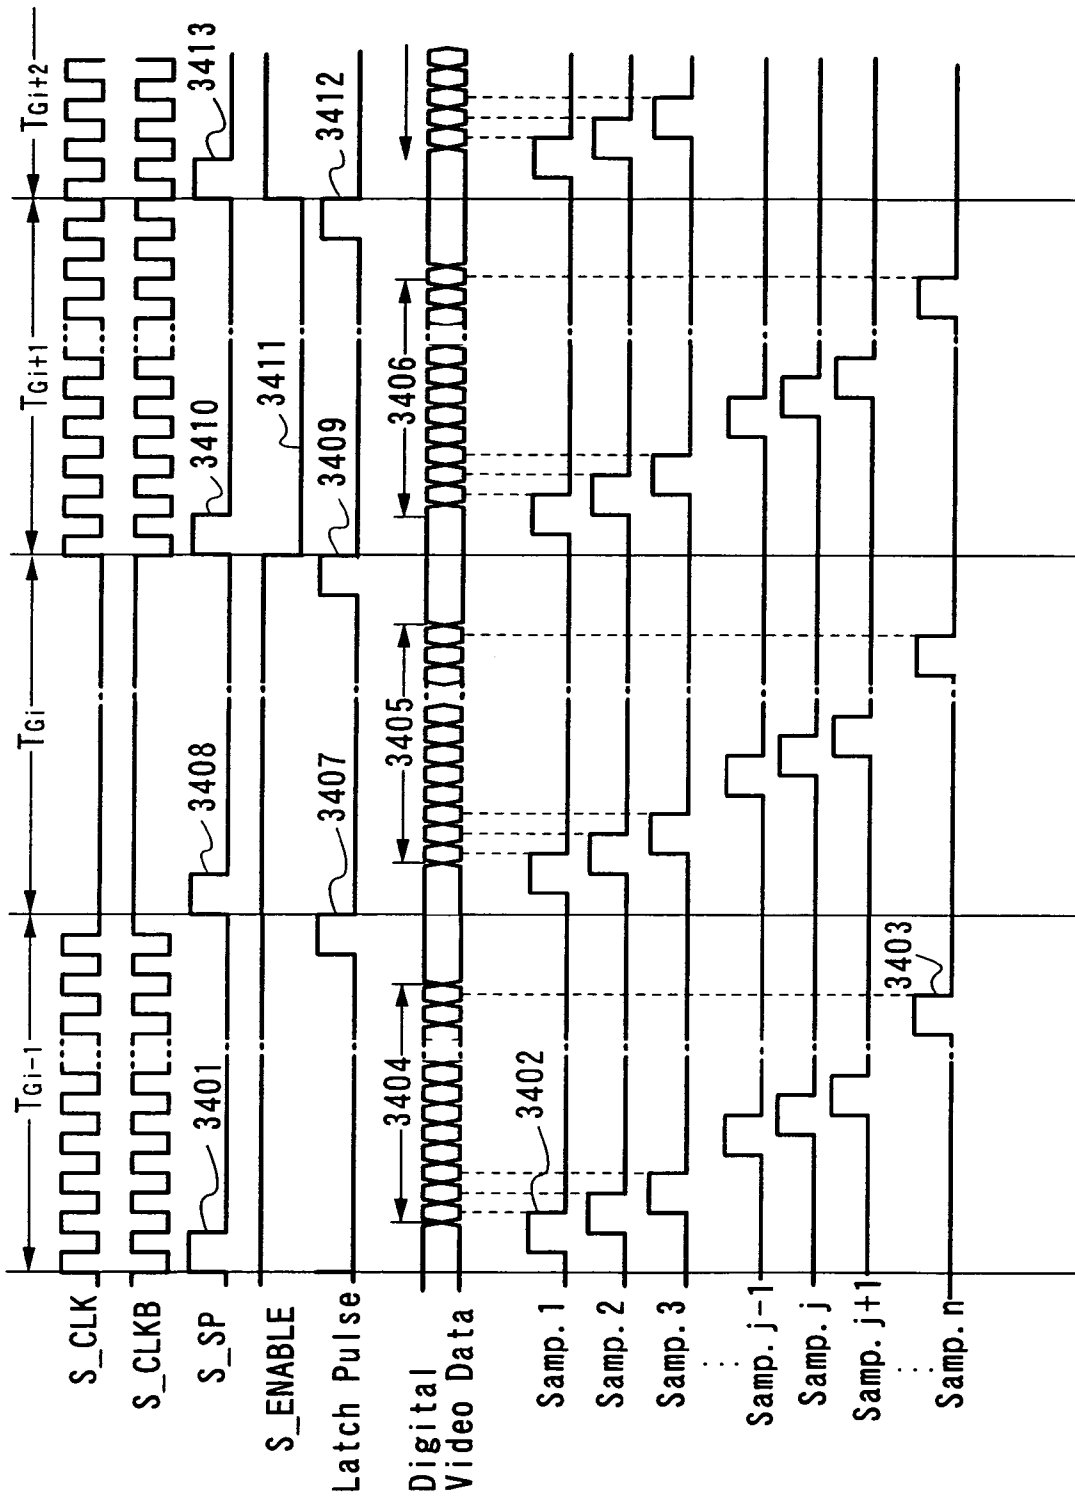 TGi-1
TGi
TGi+1
TGi+2
S_CLK
S_CLKB
S_SP
3401
3408
3410
3413
S_ENABLE
3411
Latch Pulse
3407
3409
3412
Digital
Video Data
3404
3405
3406
Samp. 1
3402
Samp. 2
Samp. 3
...
Samp. j-1
Samp. j
Samp. j+1
...
Samp. n
3403